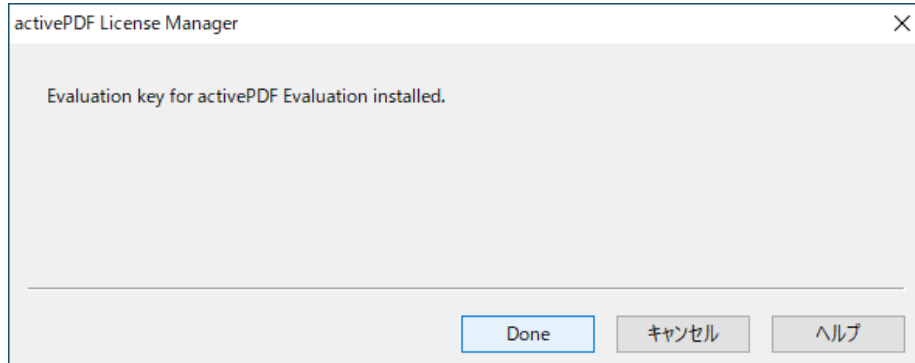 activePDF License Manager
Evaluation key for activePDF Evaluation installed.
Done キャンセル ヘルプ